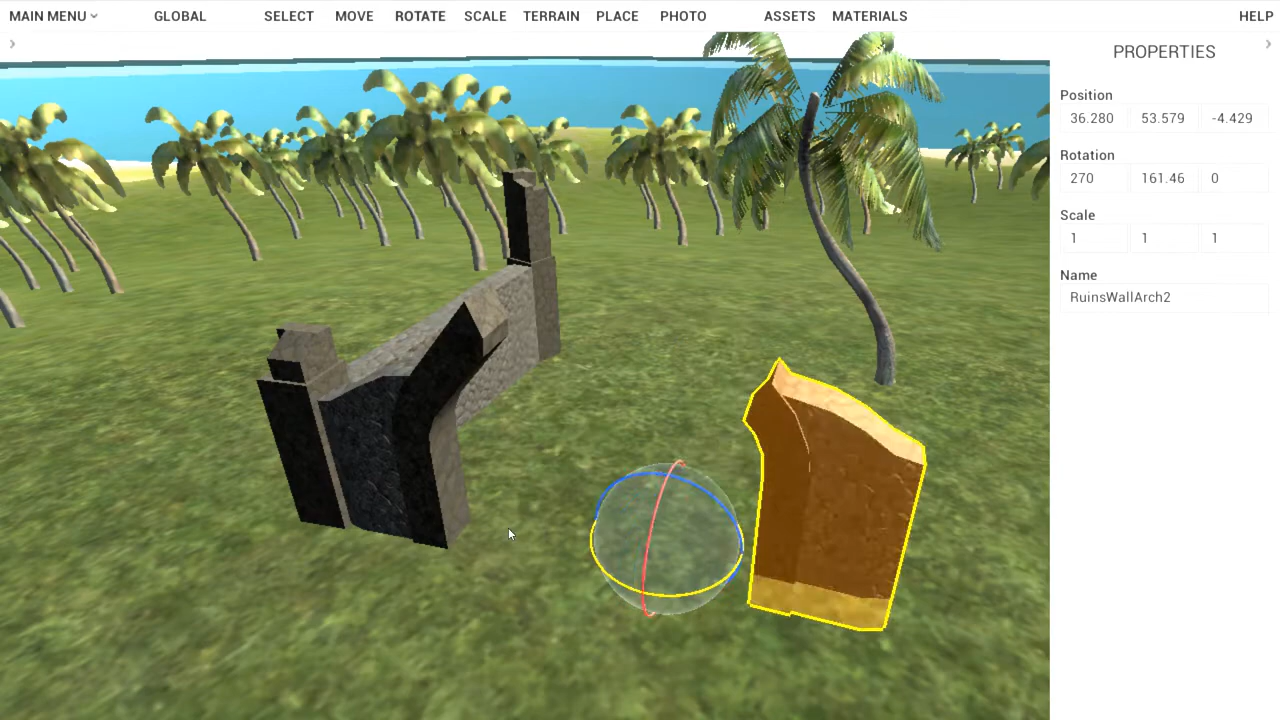 MAIN MENU GLOBAL SELECT MOVE ROTATE SCALE TERRAIN PLACE PHOTO ASSETS MATERIALS HELP
PROPERTIES
Position
36.280 53.579 -4.429
Rotation
270 161.46 0
Scale
1 1 1
Name
RuinsWallArch2